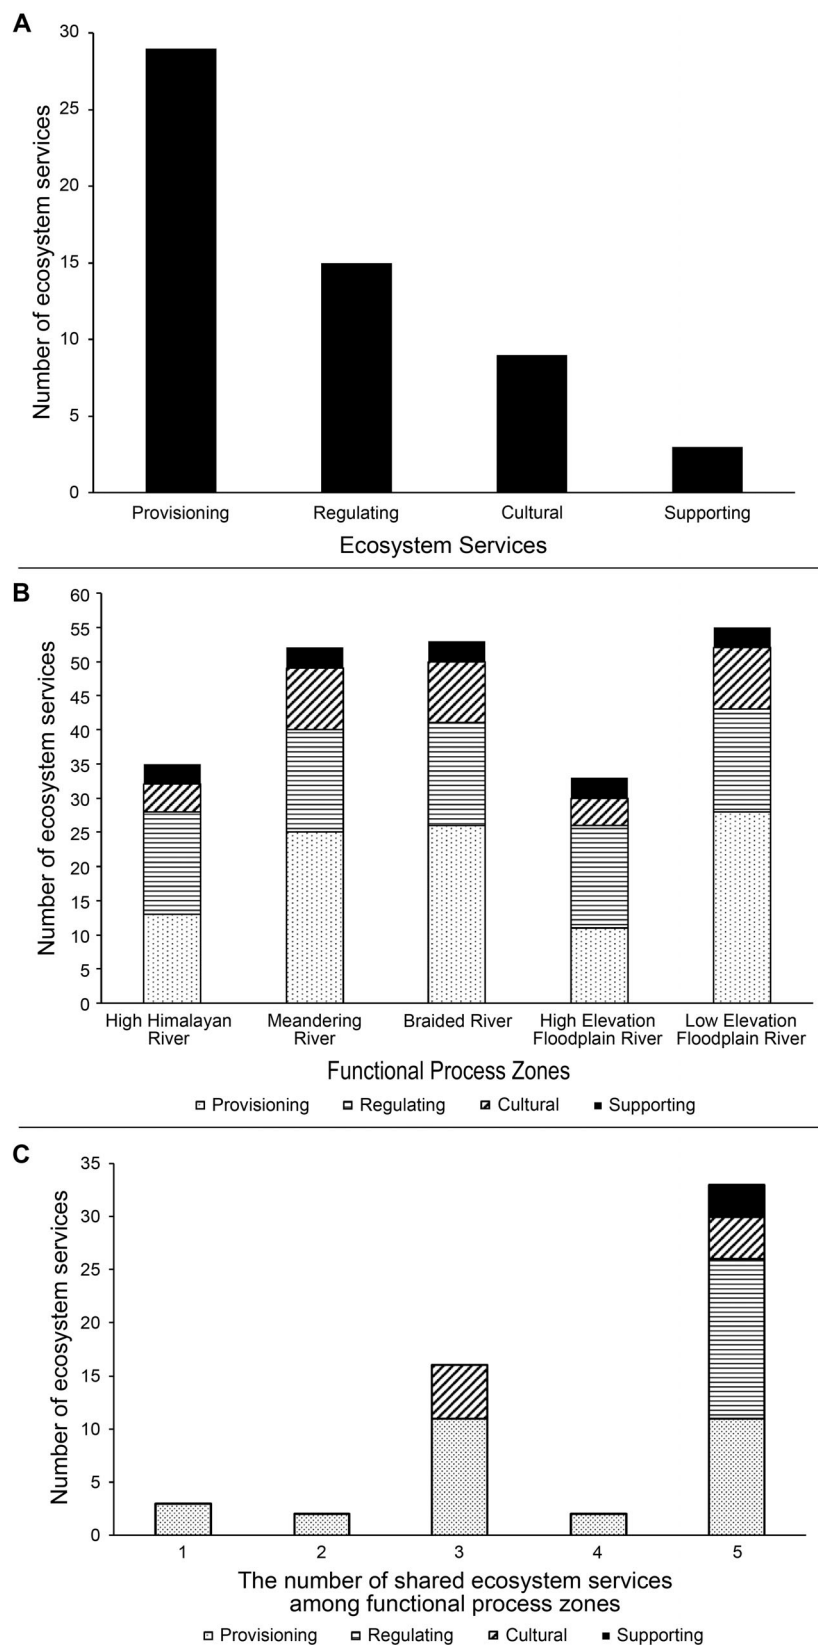 A
30
25
20
15
10
5
0
Number of ecosystem services
Provisioning Regulating Cultural Supporting
Ecosystem Services
B
60
55
50
45
40
35
30
25
20
15
10
5
0
Number of ecosystem services
High Himalayan River
Meandering River
Braided River
High Elevation Floodplain River
Low Elevation Floodplain River
Functional Process Zones
Provisioning Regulating Cultural Supporting
C
35
30
25
20
15
10
5
0
Number of ecosystem services
1 2 3 4 5
The number of shared ecosystem services
among functional process zones
Provisioning Regulating Cultural Supporting